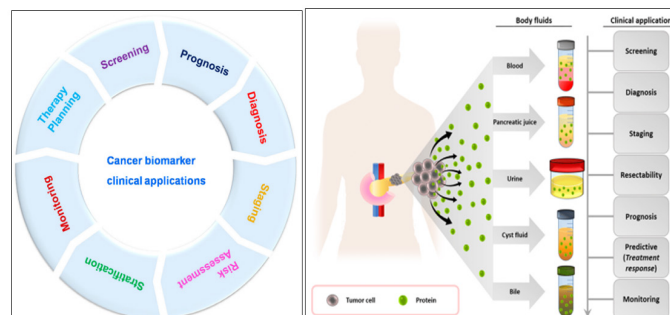 Screening
Prognosis
Diagnosis
Staging
Risk
Assessment
Stratification
Monitoring
Therapy
Planning
Cancer biomarker
clinical applications
Body fluids
Clinical application
Blood
Pancreatic juice
Urine
Cyst fluid
Bile
Screening
Diagnosis
Staging
Resectability
Prognosis
Predictive
(Treatment
response)
Monitoring
Tumor cell
Protein